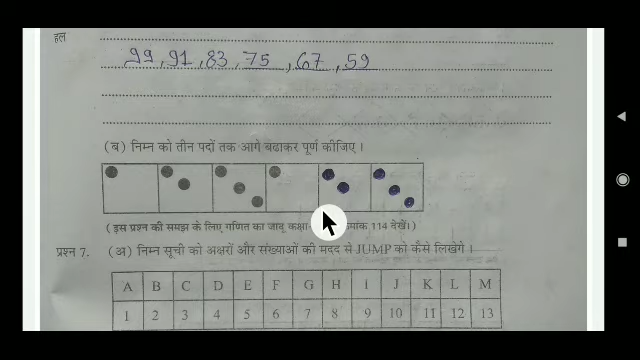 हल
99, 91, 83, 75, 67, 59
(ब) निम्न को तीन पदों तक आगे बढाकर पूर्ण कीजिए।
(इस प्रश्न की समझ के लिए गणित का जादू कक्षा 114 देखें।)
प्रश्न 7. (अ) निम्न सूची को अक्षरों और संख्याओं की मदद से JUMP को कैसे लिखेंगे।
A B C D E F G H I J K L M
1 2 3 4 5 6 7 8 9 10 11 12 13